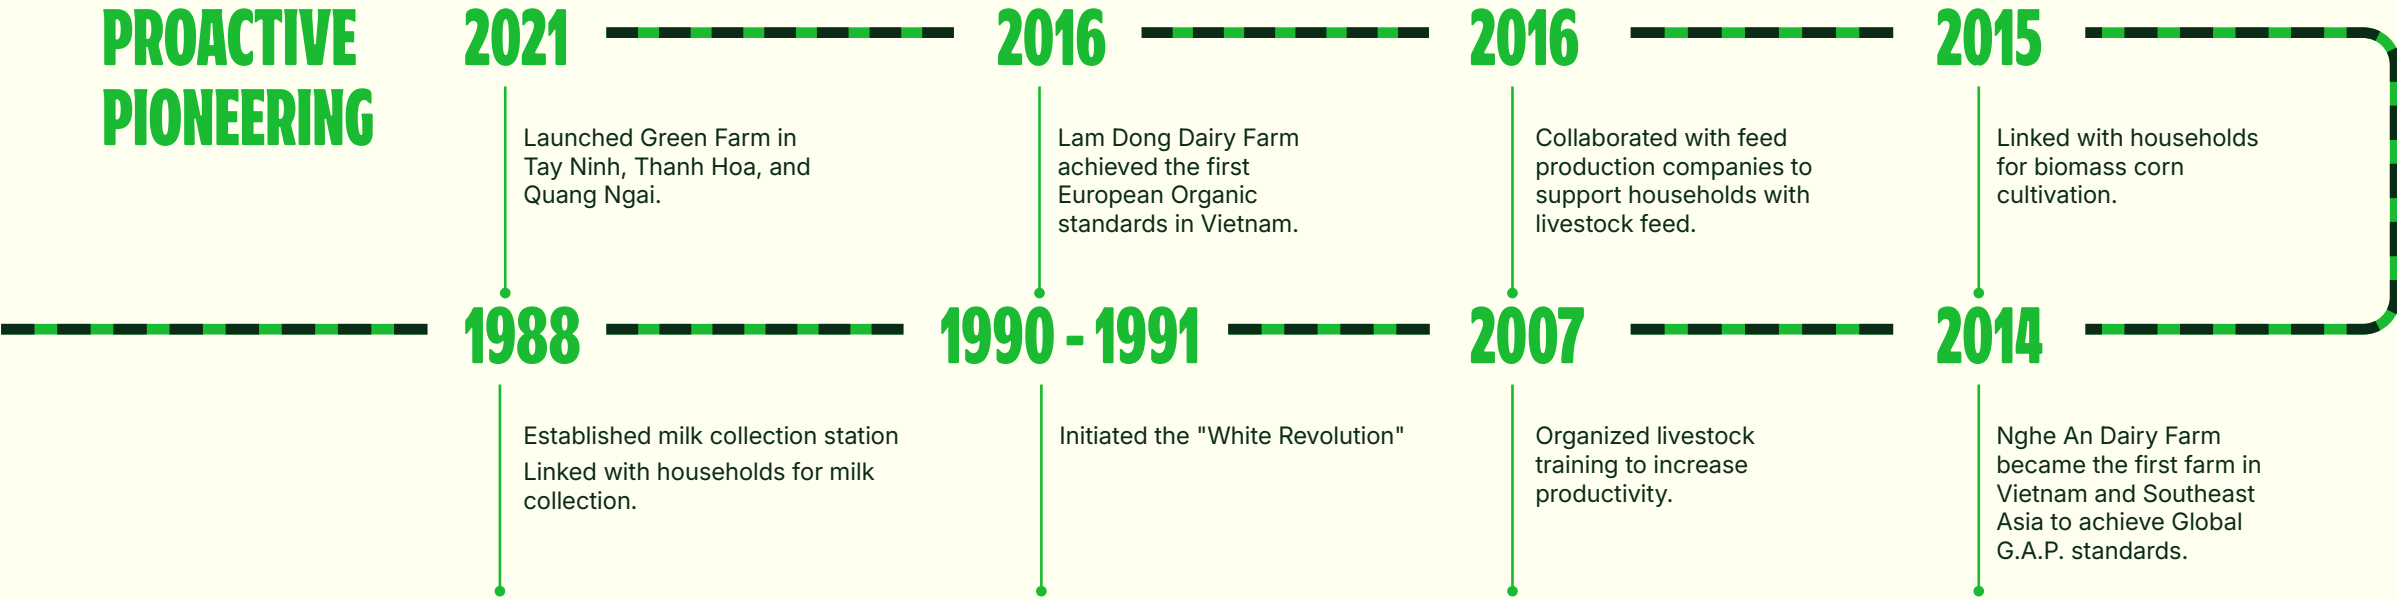 PROACTIVE
PIONEERING
2021
Launched Green Farm in
Tay Ninh, Thanh Hoa, and
Quang Ngai.
2016
Lam Dong Dairy Farm
achieved the first
European Organic
standards in Vietnam.
2016
Collaborated with feed
production companies to
support households with
livestock feed.
2015
Linked with households
for biomass corn
cultivation.
1988
Established milk collection station
Linked with households for milk
collection.
1990 - 1991
Initiated the "White Revolution"
2007
Organized livestock
training to increase
productivity.
2014
Nghe An Dairy Farm
became the first farm in
Vietnam and Southeast
Asia to achieve Global
G.A.P. standards.